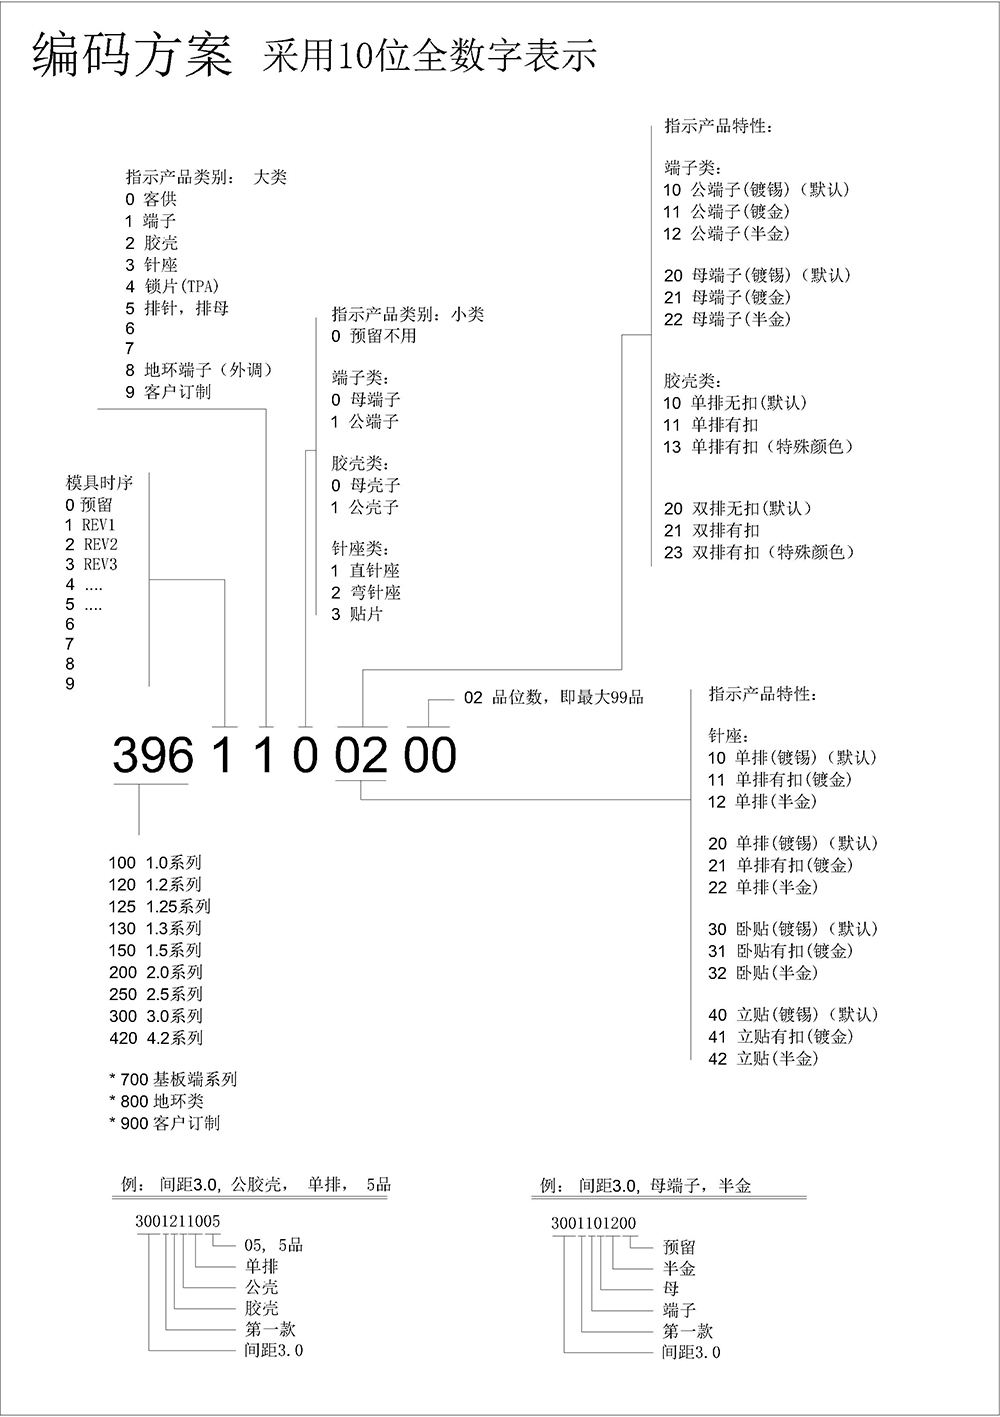 编码方案 采用10位全数字表示
指示产品类别： 大类
0 客供
1 端子
2 胶壳
3 针座
4 锁片(TPA)
5 排针，排母
6
7
8 地环端子（外调）
9 客户订制
模具时序
0 预留
1 REV1
2 REV2
3 REV3
4 ....
5 ....
6
7
8
9
指示产品类别：小类
0 预留不用
端子类：
0 母端子
1 公端子
胶壳类：
0 母壳子
1 公壳子
针座类：
1 直针座
2 弯针座
3 贴片
指示产品特性：
端子类：
10 公端子(镀锡)（默认)
11 公端子(镀金)
12 公端子(半金)
20 母端子(镀锡)（默认)
21 母端子(镀金)
22 母端子(半金)
胶壳类：
10 单排无扣(默认)
11 单排有扣
13 单排有扣（特殊颜色）
20 双排无扣(默认）
21 双排有扣
23 双排有扣（特殊颜色）
02 品位数，即最大99品
396 1 1 0 02 00
指示产品特性：
针座：
10 单排(镀锡)（默认)
11 单排有扣(镀金)
12 单排(半金)
20 单排(镀锡)（默认)
21 单排有扣(镀金)
22 单排(半金)
30 卧贴(镀锡)（默认)
31 卧贴有扣(镀金)
32 卧贴(半金)
40 立贴(镀锡)（默认)
41 立贴有扣(镀金)
42 立贴(半金)
100 1.0系列
120 1.2系列
125 1.25系列
130 1.3系列
150 1.5系列
200 2.0系列
250 2.5系列
300 3.0系列
420 4.2系列
* 700 基板端系列
* 800 地环类
* 900 客户订制
例： 间距3.0, 公胶壳， 单排， 5品
3001211005
05, 5品
单排
公壳
胶壳
第一款
间距3.0
例： 间距3.0, 母端子，半金
3001101200
预留
半金
母
端子
第一款
间距3.0